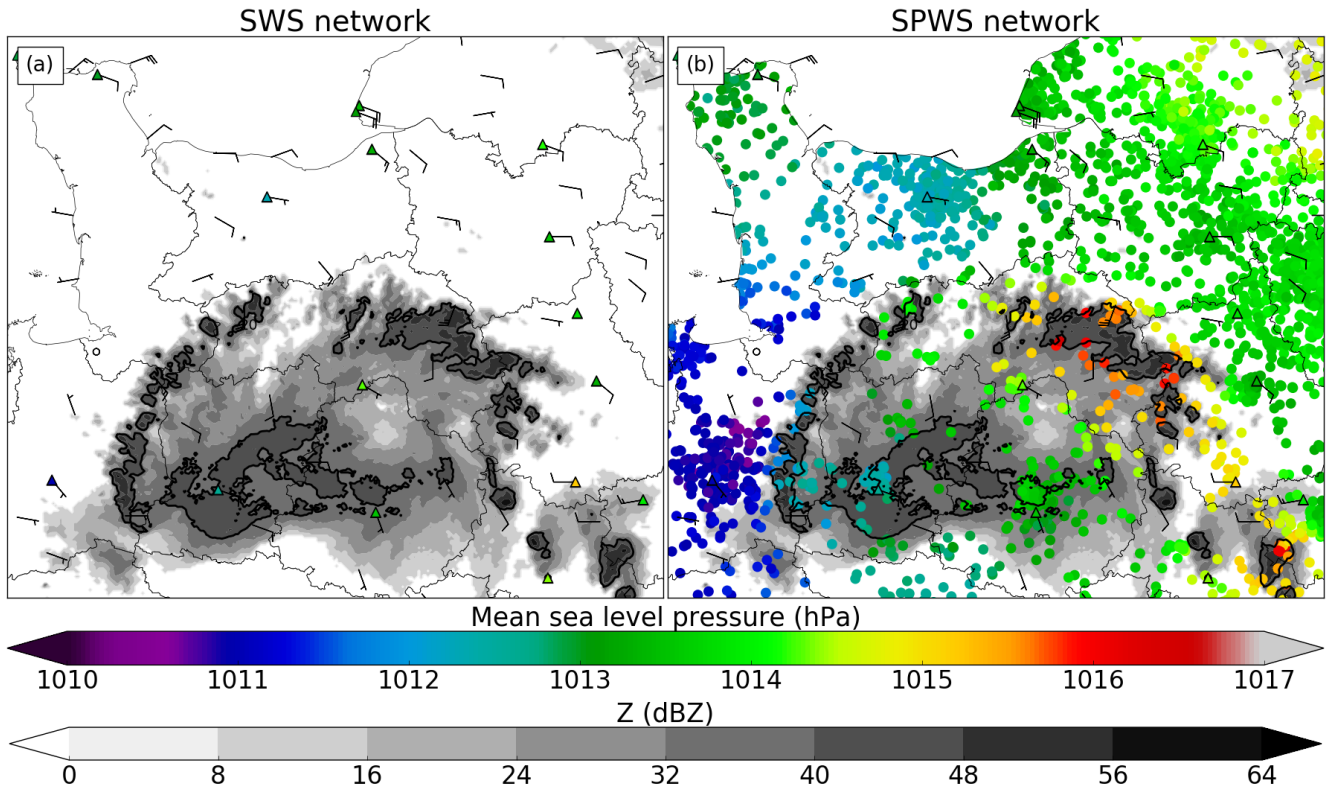 SWS network SPWS network
(a) (b)
Mean sea level pressure (hPa)
1010 1011 1012 1013 1014 1015 1016 1017
Z (dBZ)
0 8 16 24 32 40 48 56 64